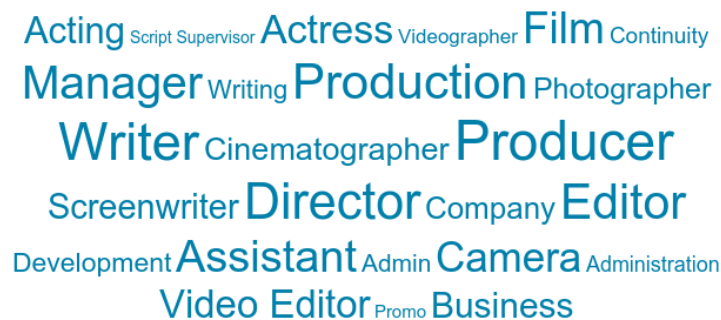 Acting Script Supervisor Actress Videographer Film Continuity
Manager Writing Production Photographer
Writer Cinematographer Producer
Screenwriter Director Company Editor
Development Assistant Admin Camera Administration
Video Editor Promo Business